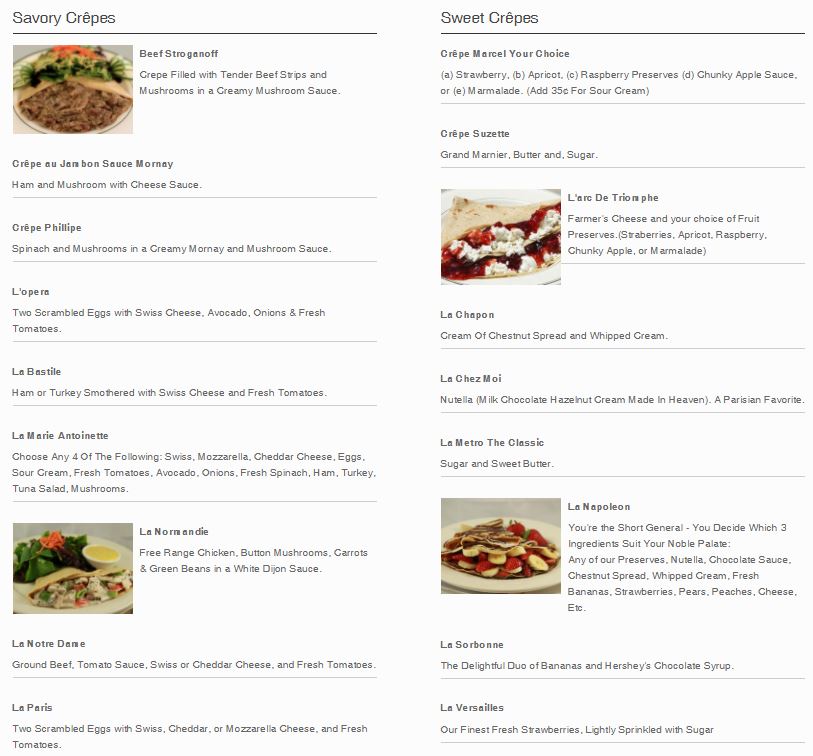 Savory Crêpes
Beef Stroganoff
Crepe Filled with Tender Beef Strips and
Mushrooms in a Creamy Mushroom Sauce.
Crêpe au Jambon Sauce Mornay
Ham and Mushroom with Cheese Sauce.
Crêpe Phillipe
Spinach and Mushrooms in a Creamy Mornay and Mushroom Sauce.
L'opera
Two Scrambled Eggs with Swiss Cheese, Avocado, Onions & Fresh
Tomatoes.
La Bastile
Ham or Turkey Smothered with Swiss Cheese and Fresh Tomatoes.
La Marie Antoinette
Choose Any 4 Of The Following: Swiss, Mozzarella, Cheddar Cheese, Eggs,
Sour Cream, Fresh Tomatoes, Avocado, Onions, Fresh Spinach, Ham, Turkey,
Tuna Salad, Mushrooms.
La Normandie
Free Range Chicken, Button Mushrooms, Carrots
& Green Beans in a White Dijon Sauce.
La Notre Dame
Ground Beef, Tomato Sauce, Swiss or Cheddar Cheese, and Fresh Tomatoes.
La Paris
Two Scrambled Eggs with Swiss, Cheddar, or Mozzarella Cheese, and Fresh
Tomatoes.
Sweet Crêpes
Crêpe Marcel Your Choice
(a) Strawberry, (b) Apricot, (c) Raspberry Preserves (d) Chunky Apple Sauce,
or (e) Marmalade. (Add 35c For Sour Cream)
Crêpe Suzette
Grand Marnier, Butter and, Sugar.
L'arc De Triomphe
Farmer's Cheese and your choice of Fruit
Preserves.(Straberries, Apricot, Raspberry,
Chunky Apple, or Marmalade)
La Chapon
Cream Of Chestnut Spread and Whipped Cream.
La Chez Moi
Nutella (Milk Chocolate Hazelnut Cream Made In Heaven). A Parisian Favorite.
La Metro The Classic
Sugar and Sweet Butter.
La Napoleon
You're the Short General - You Decide Which 3
Ingredients Suit Your Noble Palate:
Any of our Preserves, Nutella, Chocolate Sauce,
Chestnut Spread, Whipped Cream, Fresh
Bananas, Strawberries, Pears, Peaches, Cheese,
Etc.
La Sorbonne
The Delightful Duo of Bananas and Hershey's Chocolate Syrup.
La Versailles
Our Finest Fresh Strawberries, Lightly Sprinkled with Sugar